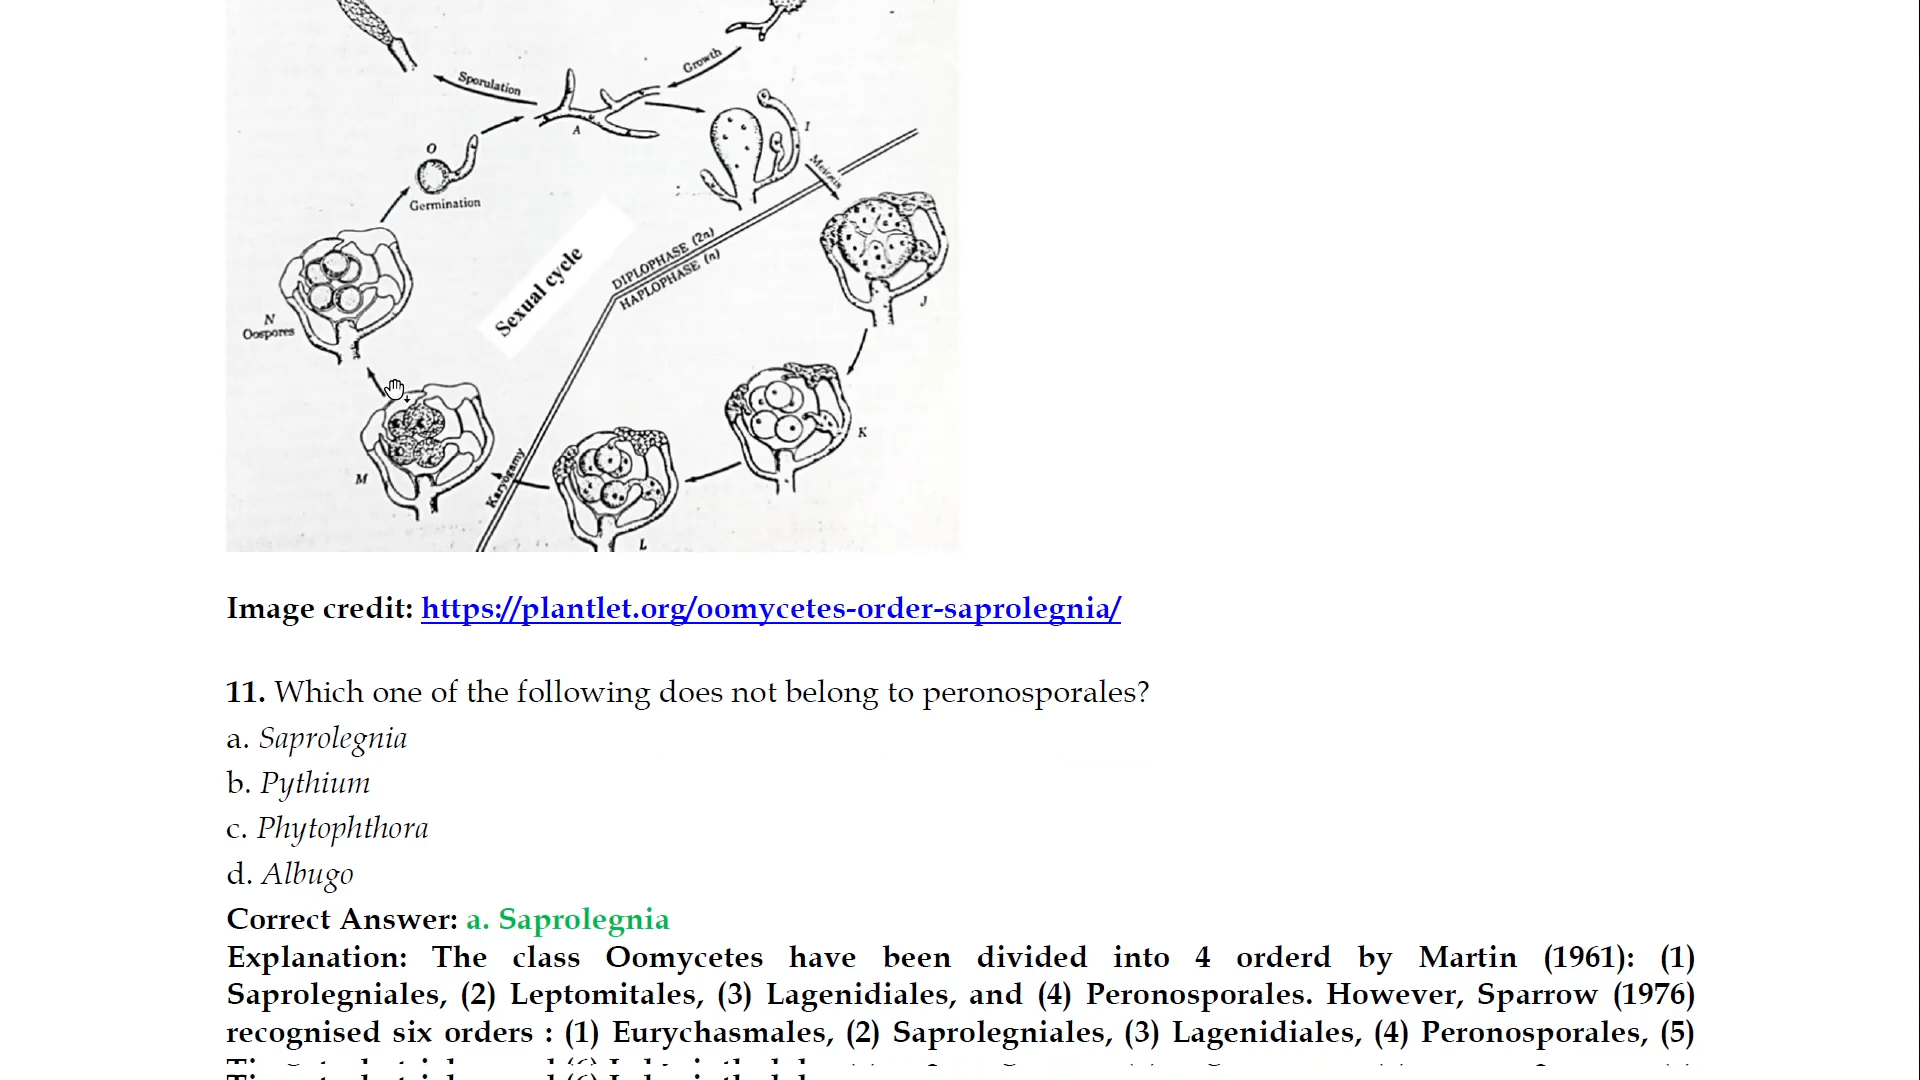 Sporulation
Growth
A
I
O
Meiosis
Germination
DIPLOPHASE (2n)
HAPLOPHASE (n)
Sexual cycle
J
N
Oospores
K
M
Karyogamy
L
Image credit: https://plantlet.org/oomycetes-order-saprolegnia/
11. Which one of the following does not belong to peronosporales?
a. Saprolegnia
b. Pythium
c. Phytophthora
d. Albugo
Correct Answer: a. Saprolegnia
Explanation: The class Oomycetes have been divided into 4 orderd by Martin (1961): (1)
Saprolegniales, (2) Leptomitales, (3) Lagenidiales, and (4) Peronosporales. However, Sparrow (1976)
recognised six orders : (1) Eurychasmales, (2) Saprolegniales, (3) Lagenidiales, (4) Peronosporales, (5)